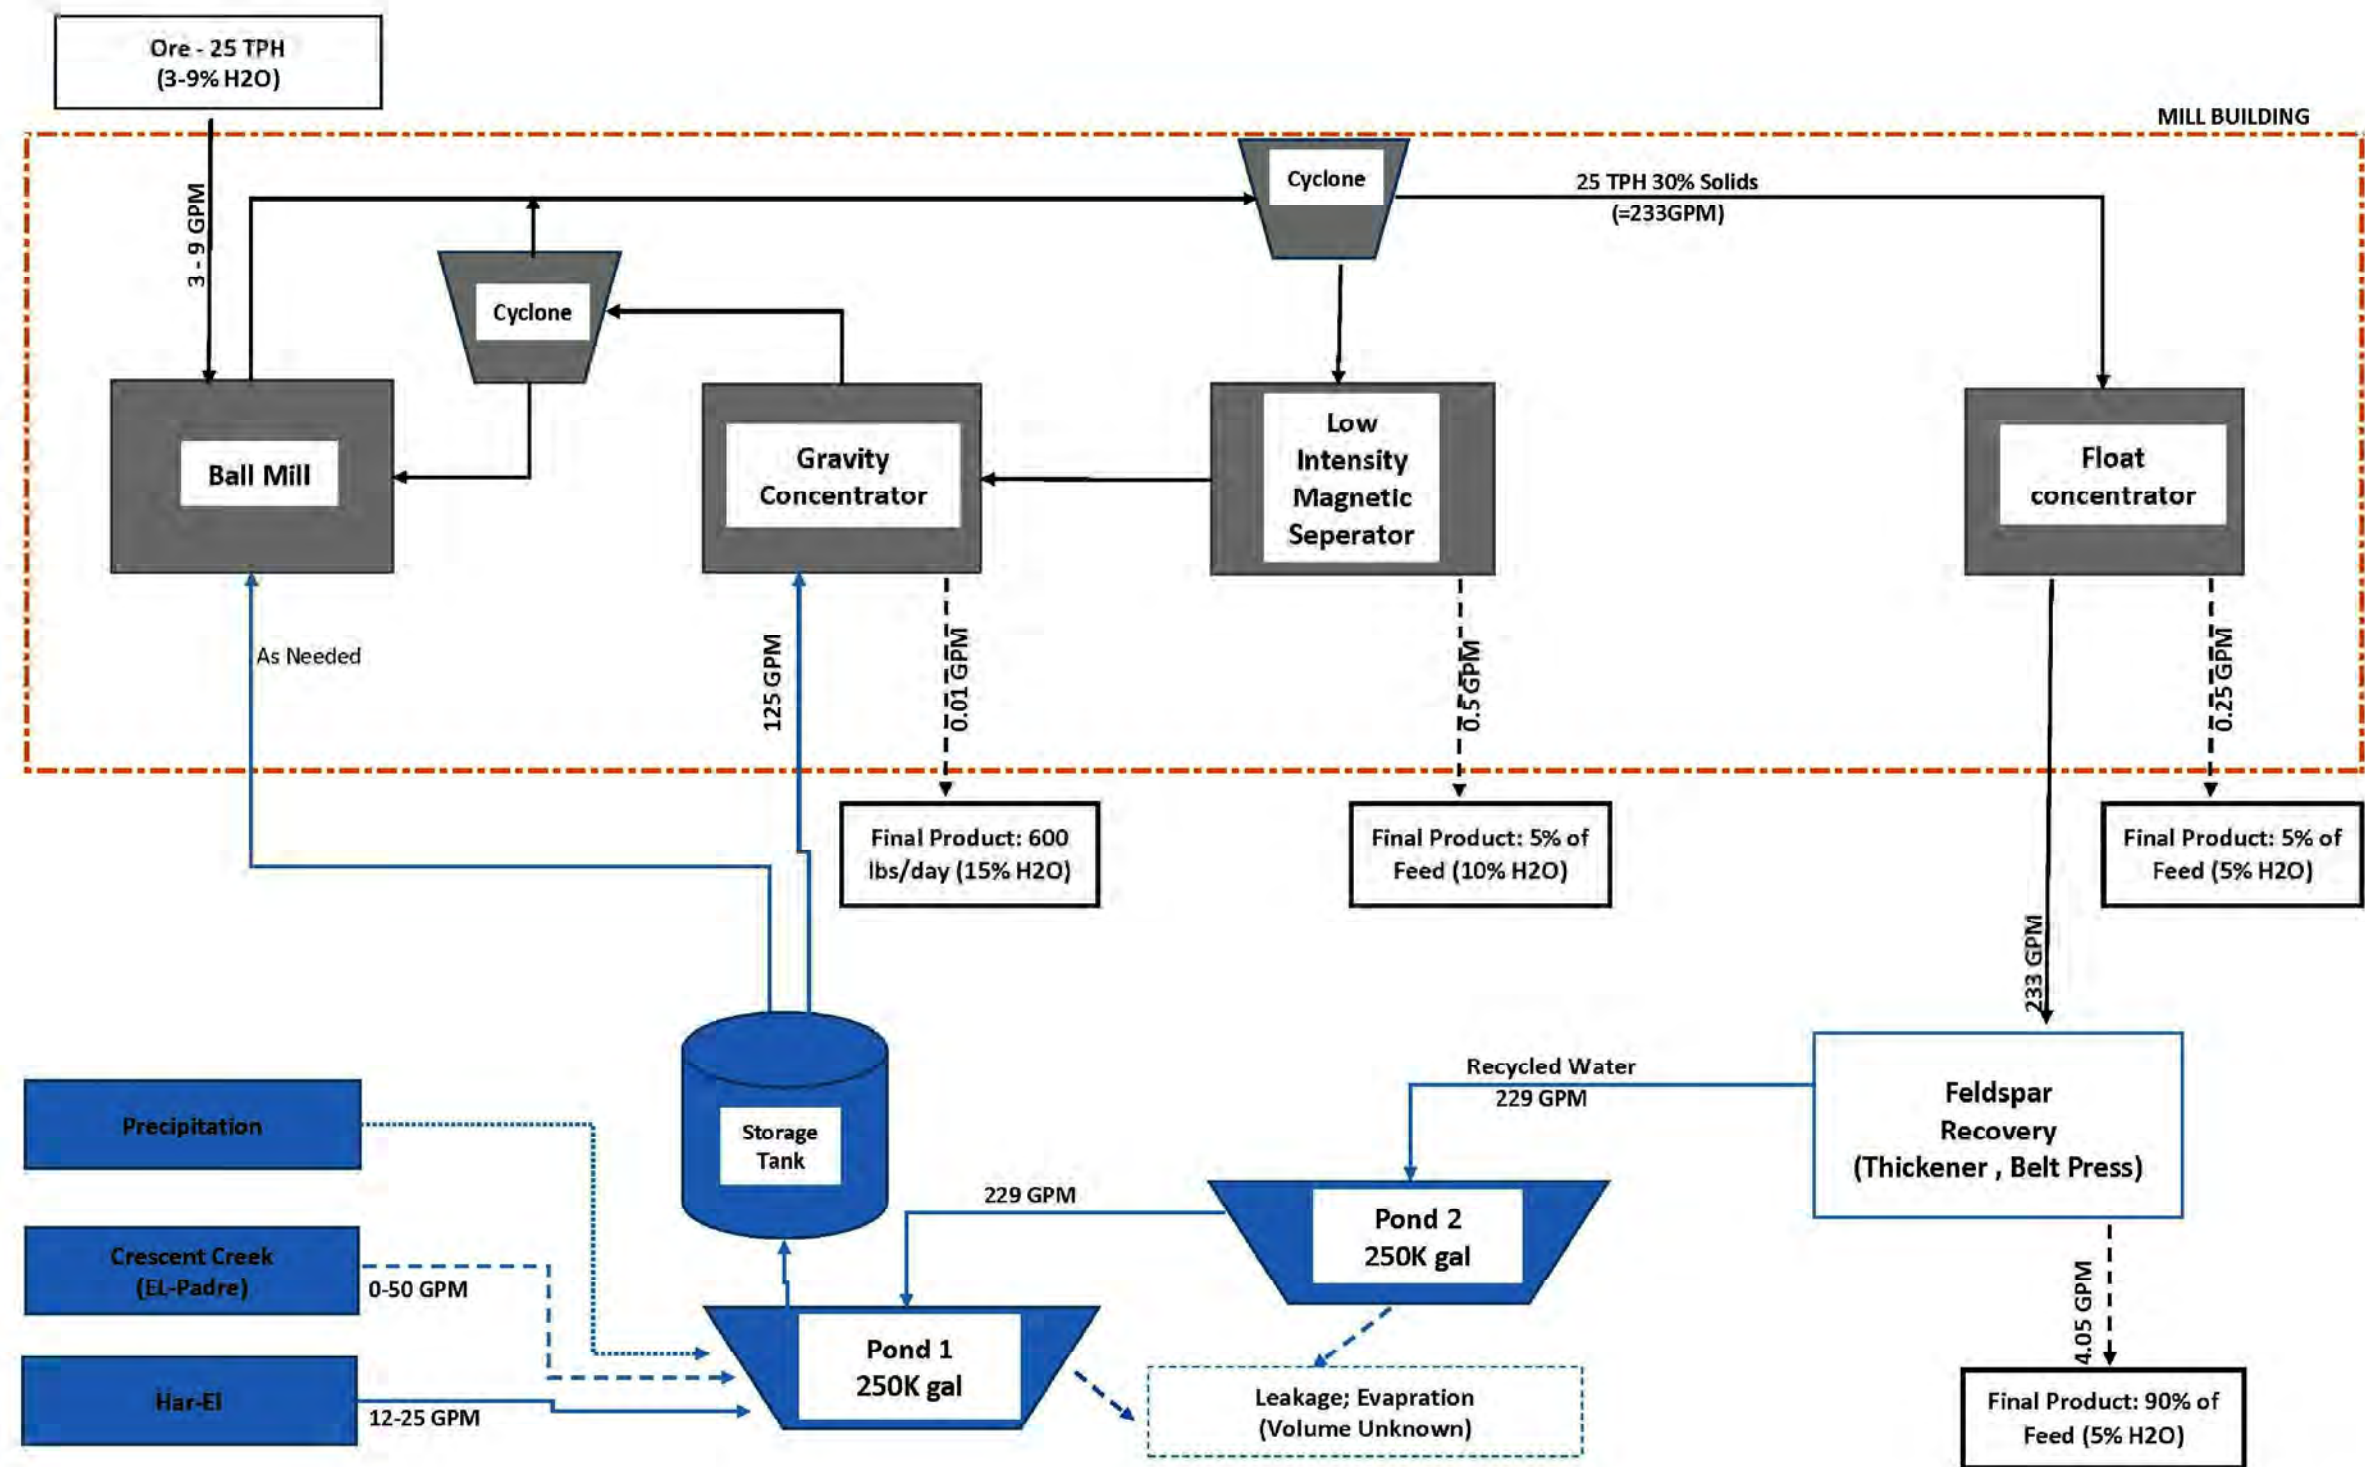 Ore - 25 TPH
(3-9% H2O)
MILL BUILDING
3 - 9 GPM
Cyclone
25 TPH 30% Solids
(=233GPM)
Cyclone
Ball Mill
Gravity
Concentrator
Low
Intensity
Magnetic
Seperator
Float
concentrator
As Needed
125 GPM
0.01 GPM
0.5 GPM
0.25 GPM
Final Product: 600
lbs/day (15% H2O)
Final Product: 5% of
Feed (10% H2O)
Final Product: 5% of
Feed (5% H2O)
233 GPM
Recycled Water
229 GPM
Feldspar
Recovery
(Thickener , Belt Press)
Precipitation
Storage
Tank
229 GPM
Pond 2
250K gal
Crescent Creek
(EL-Padre)
0-50 GPM
4.05 GPM
Pond 1
250K gal
Har-El
12-25 GPM
Leakage; Evapration
(Volume Unknown)
Final Product: 90% of
Feed (5% H2O)